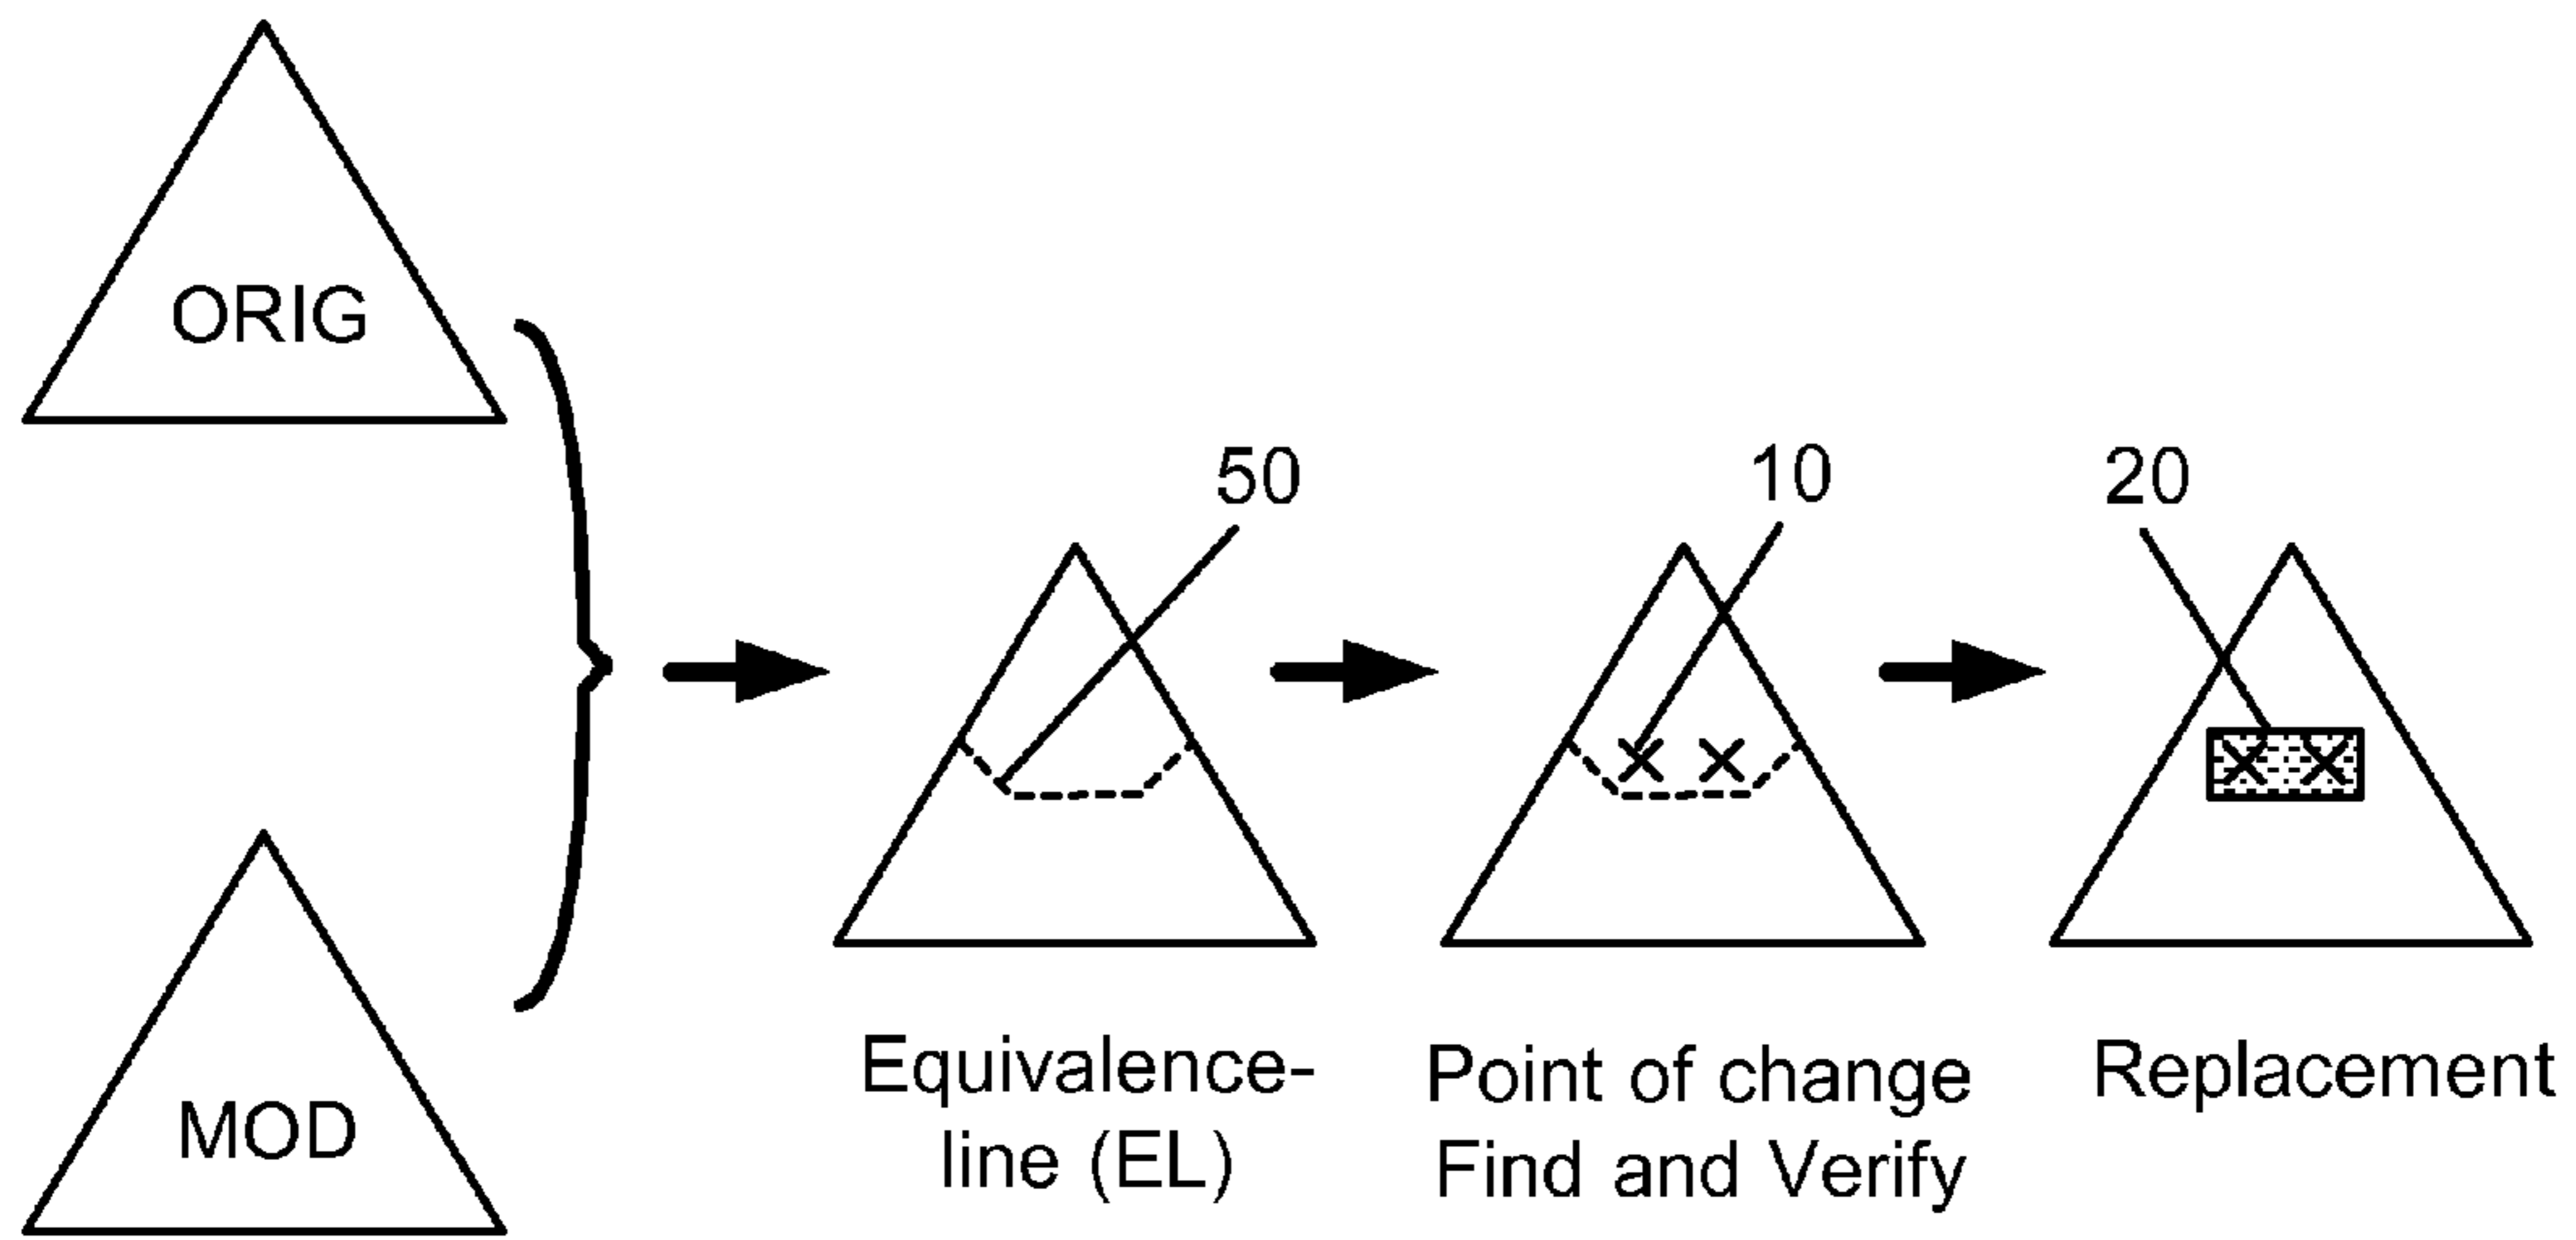 ORIG
MOD
50
10
20
Equivalence-
line (EL)
Point of change
Find and Verify
Replacement